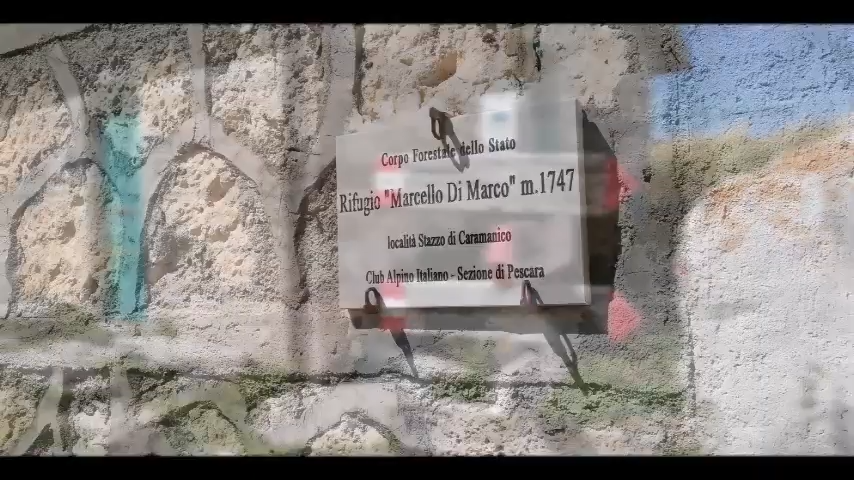 Corpo Forestale dello Stato
Rifugio "Marcello Di Marco" m.1747
località Stazzo di Caramanico
Club Alpino Italiano - Sezione di Pescara